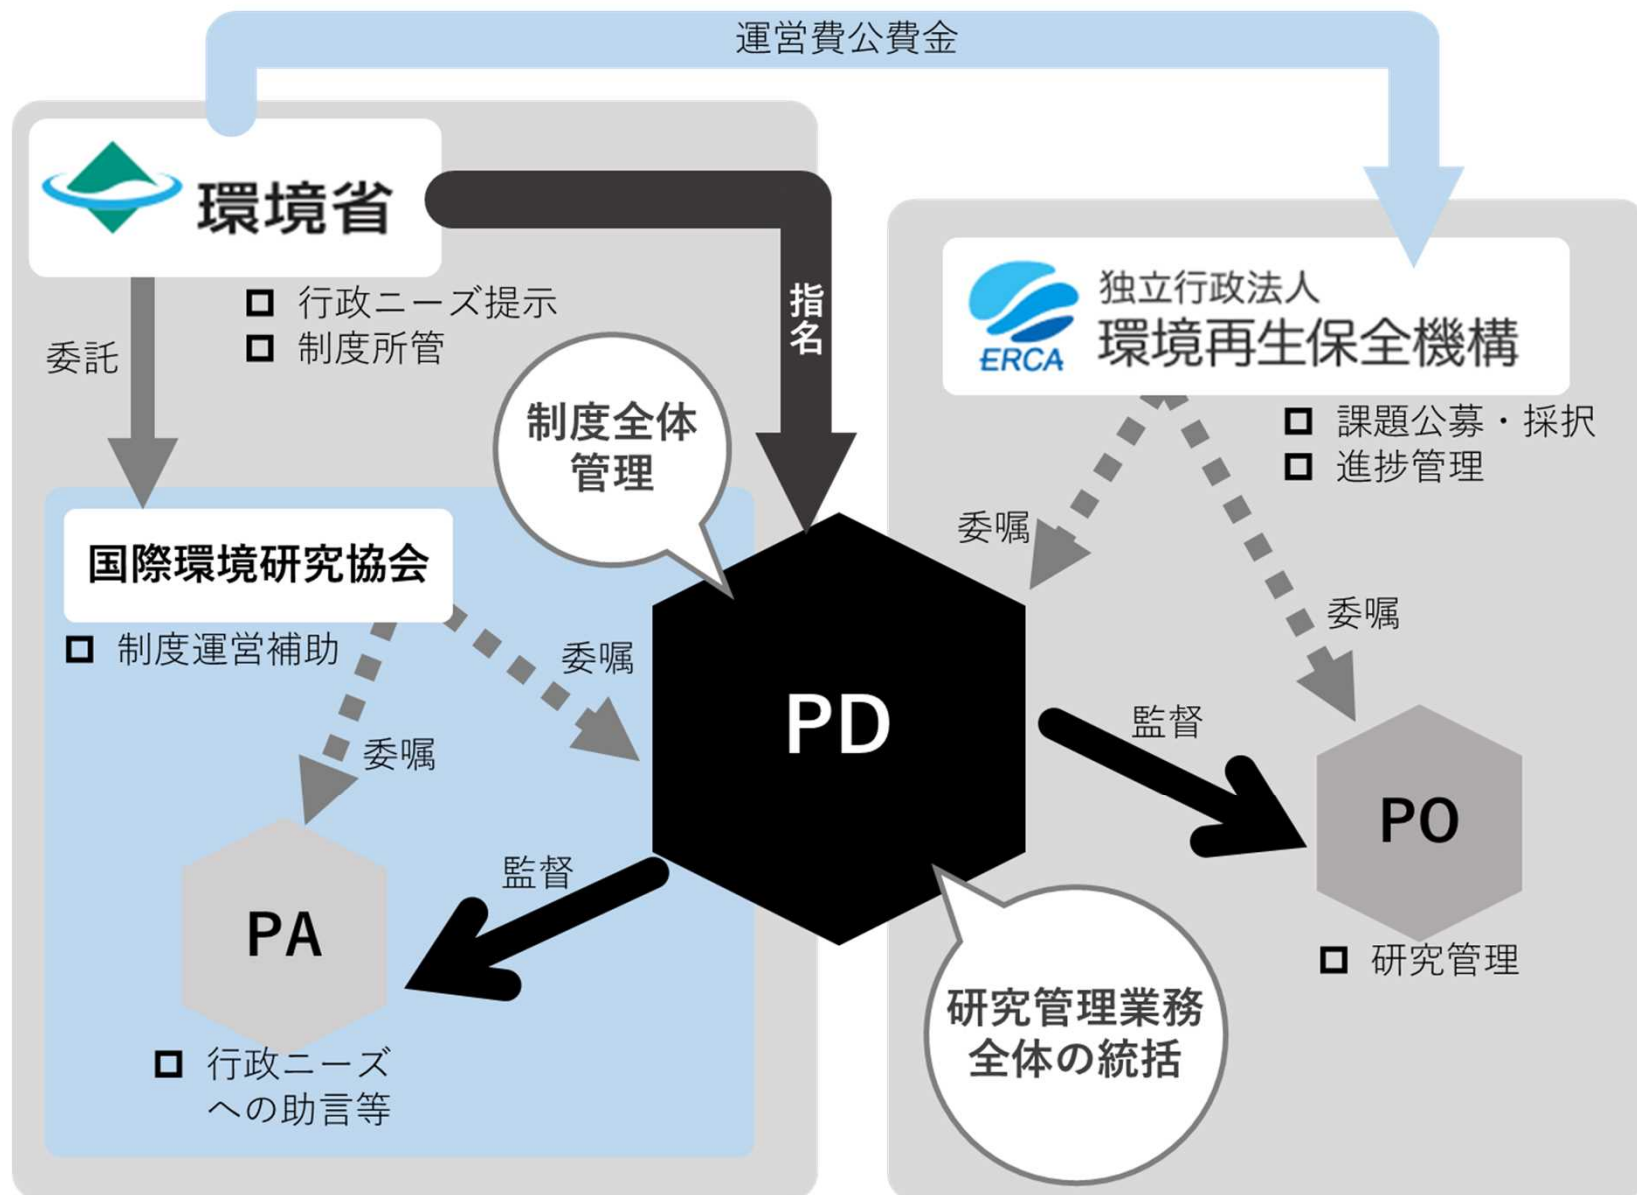 運営費公費金
環境省
行政ニーズ提示
制度所管
委託
指名
制度全体
管理
国際環境研究協会
制度運営補助
委嘱
委嘱
PA
行政ニーズ
への助言等
監督
PD
ERCA
独立行政法人
環境再生保全機構
課題公募・採択
進捗管理
委嘱
委嘱
監督
PO
研究管理
研究管理業務
全体の統括